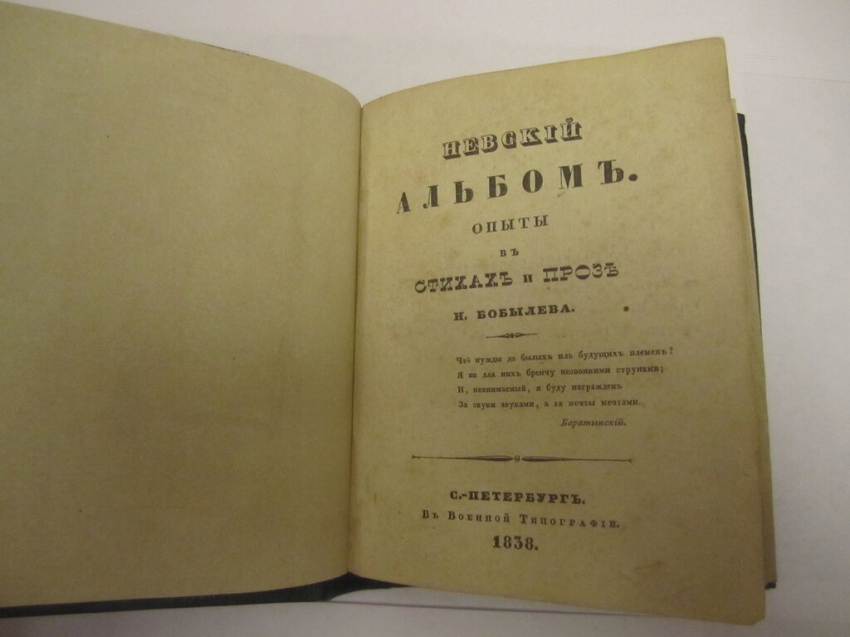 НЕВСКІЙ
АЛЬБОМЪ.
ОПЫТЫ
ВЪ
СТИХАХЪ И ПРОЗѢ
Н. БОБЫЛЕВА.
Что нужды до былыхъ иль будущихъ племенъ?
Я не для нихъ бренчу незвонкими струнами;
И, невнимаемый, я буду награжденъ
За звуки звуками, а за мечты мечтами.
Боратынскій.
С.-ПЕТЕРБУРГЪ.
Въ Военной Типографіи.
1838.